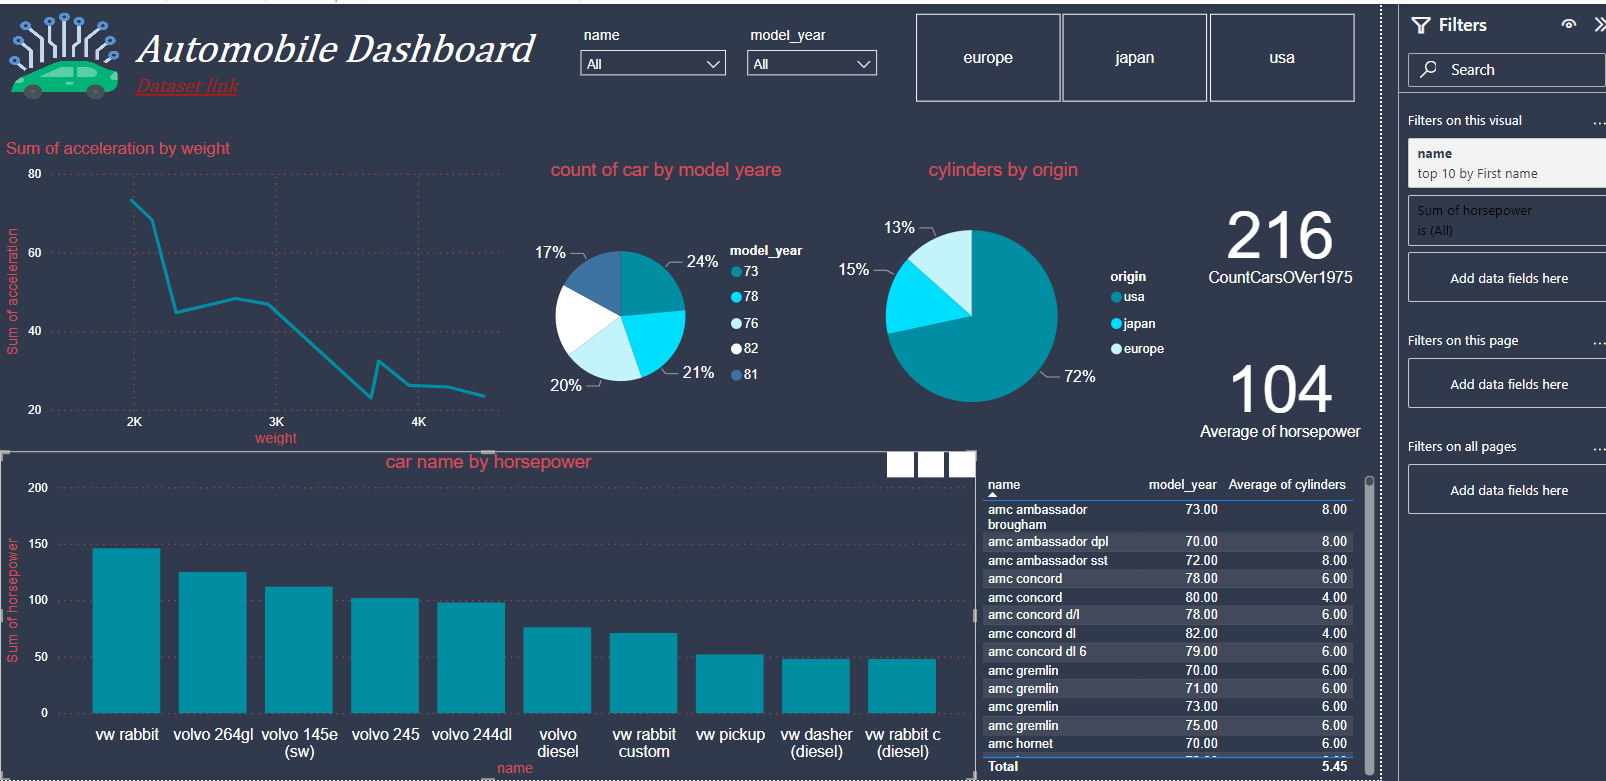 Automobile Dashboard
Dataset link
name
All
model_year
All
europe
japan
usa
Sum of acceleration by weight
Sum of acceleration
80
60
40
20
2K
3K
4K
weight
count of car by model yeare
17%
24%
20%
21%
model_year
73
78
76
82
81
cylinders by origin
13%
15%
72%
origin
usa
japan
europe
216
CountCarsOVer1975
104
Average of horsepower
car name by horsepower
Sum of horsepower
200
150
100
50
0
vw rabbit
volvo 264gl
volvo 145e
(sw)
volvo 245
volvo 244dl
volvo
diesel
vw rabbit
custom
vw pickup
vw dasher
(diesel)
vw rabbit c
(diesel)
name
name model_year Average of cylinders
amc ambassador
brougham 73.00 8.00
amc ambassador dpl 70.00 8.00
amc ambassador sst 72.00 8.00
amc concord 78.00 6.00
amc concord 80.00 4.00
amc concord d/l 78.00 6.00
amc concord dl 82.00 4.00
amc concord dl 6 79.00 6.00
amc gremlin 70.00 6.00
amc gremlin 71.00 6.00
amc gremlin 73.00 6.00
amc gremlin 75.00 6.00
amc hornet 70.00 6.00
Total 5.45
Filters
Search
Filters on this visual
...
name
top 10 by First name
Sum of horsepower
is (All)
Add data fields here
Filters on this page
...
Add data fields here
Filters on all pages
...
Add data fields here